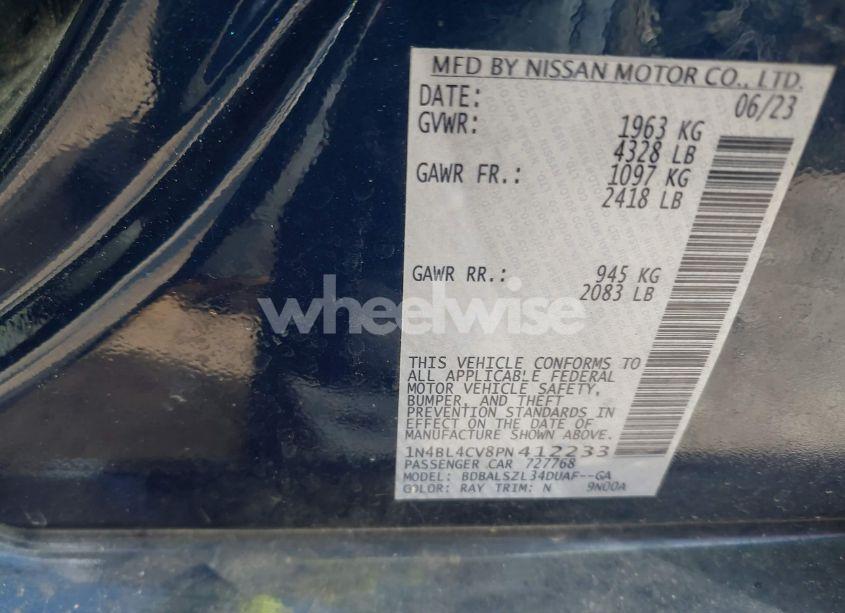 MFD BY NISSAN MOTOR CO., LTD.
DATE: 06/23
GVWR: 1963 KG
4328 LB
GAWR FR.: 1097 KG
2418 LB
GAWR RR.: 945 KG
2083 LB
wheelwise
THIS VEHICLE CONFORMS TO
ALL APPLICABLE FEDERAL
MOTOR VEHICLE SAFETY,
BUMPER, AND THEFT
PREVENTION STANDARDS IN
EFFECT ON THE DATE OF
MANUFACTURE SHOWN ABOVE.
1N4BL4CV8PN412233
PASSENGER CAR 727768
MODEL: BDBALSZL34DUAF--GA
COLOR: RAY TRIM: N 9N00A